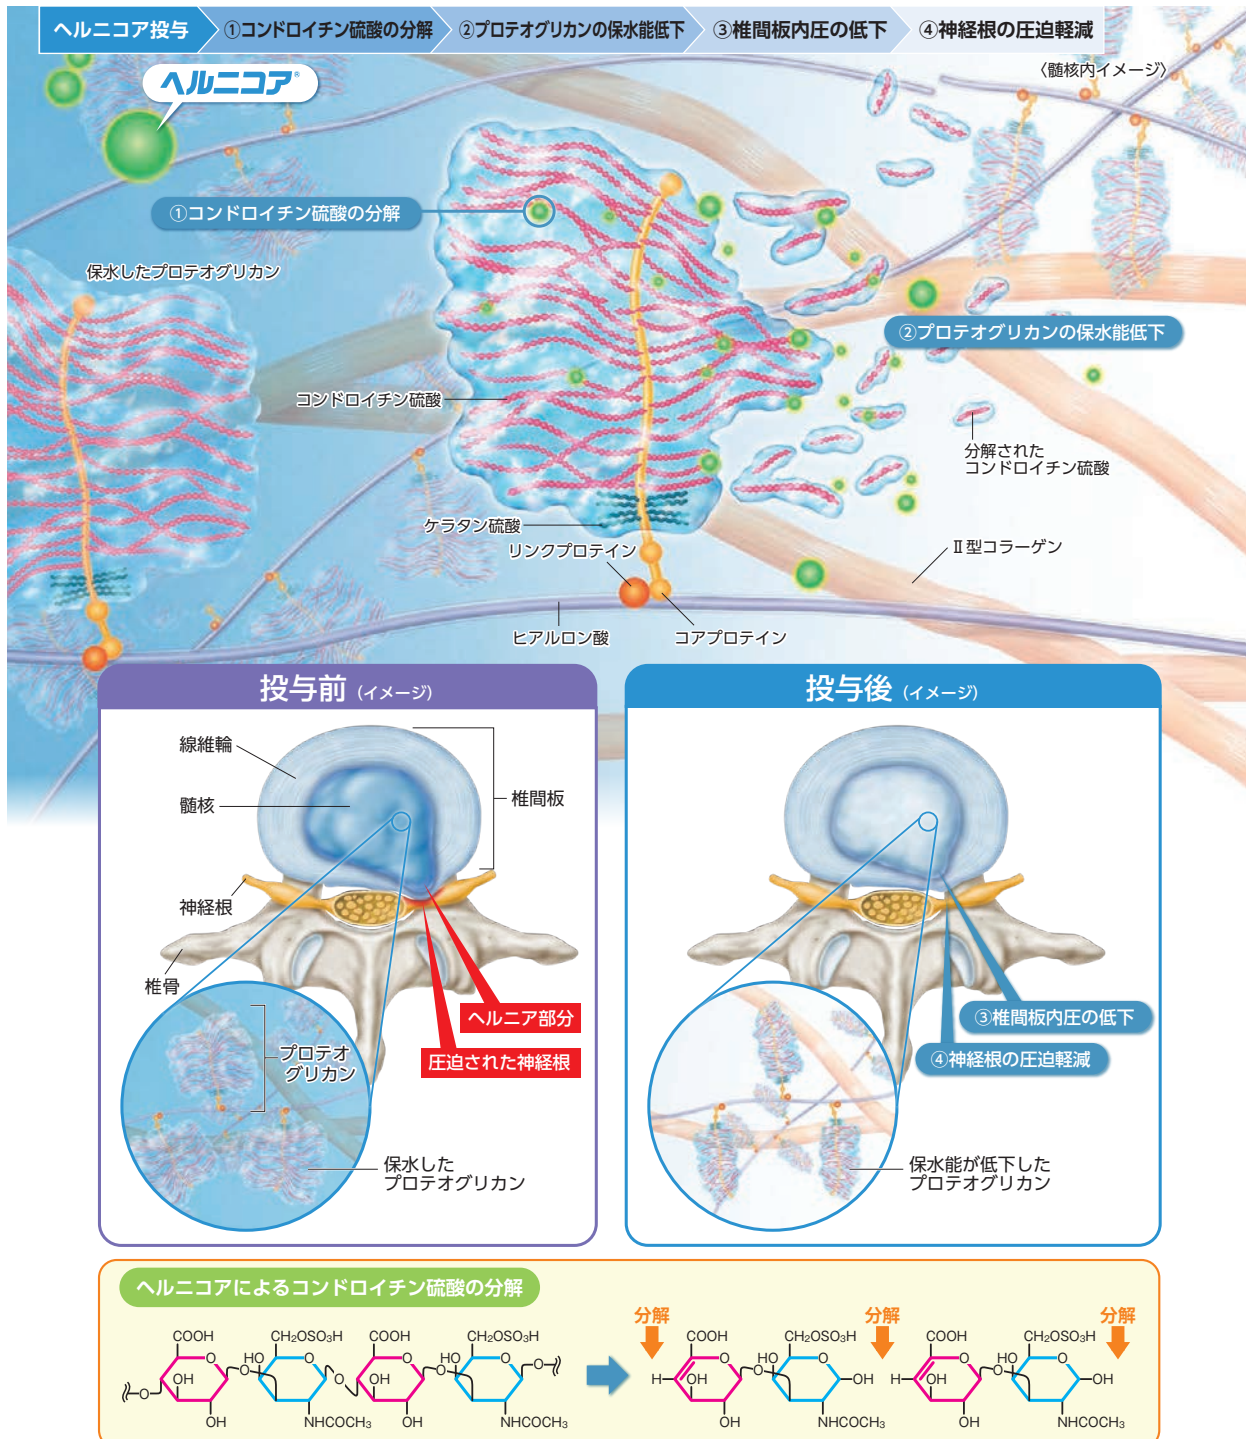 ヘルニコア投与
①コンドロイチン硫酸の分解
②プロテオグリカンの保水能低下
③椎間板内圧の低下
④神経根の圧迫軽減
〈髄核内イメージ〉
ヘルニコア®
①コンドロイチン硫酸の分解
保水したプロテオグリカン
②プロテオグリカンの保水能低下
コンドロイチン硫酸
分解された
コンドロイチン硫酸
ケラタン硫酸
リンクプロテイン
Ⅱ型コラーゲン
ヒアルロン酸
コアプロテイン
投与前（イメージ）
線維輪
髄核
椎間板
神経根
椎骨
ヘルニア部分
圧迫された神経根
プロテオ
グリカン
保水した
プロテオグリカン
投与後（イメージ）
③椎間板内圧の低下
④神経根の圧迫軽減
保水能が低下した
プロテオグリカン
ヘルニコアによるコンドロイチン硫酸の分解
分解 分解 分解
COOH CH₂OSO₃H COOH CH₂OSO₃H COOH CH₂OSO₃H COOH CH₂OSO₃H
O HO O O HO O O HO O O HO O
O OH O O OH O O H OH O OH H OH O OH
OH NHCOCH₃ OH NHCOCH₃ OH NHCOCH₃ OH NHCOCH₃